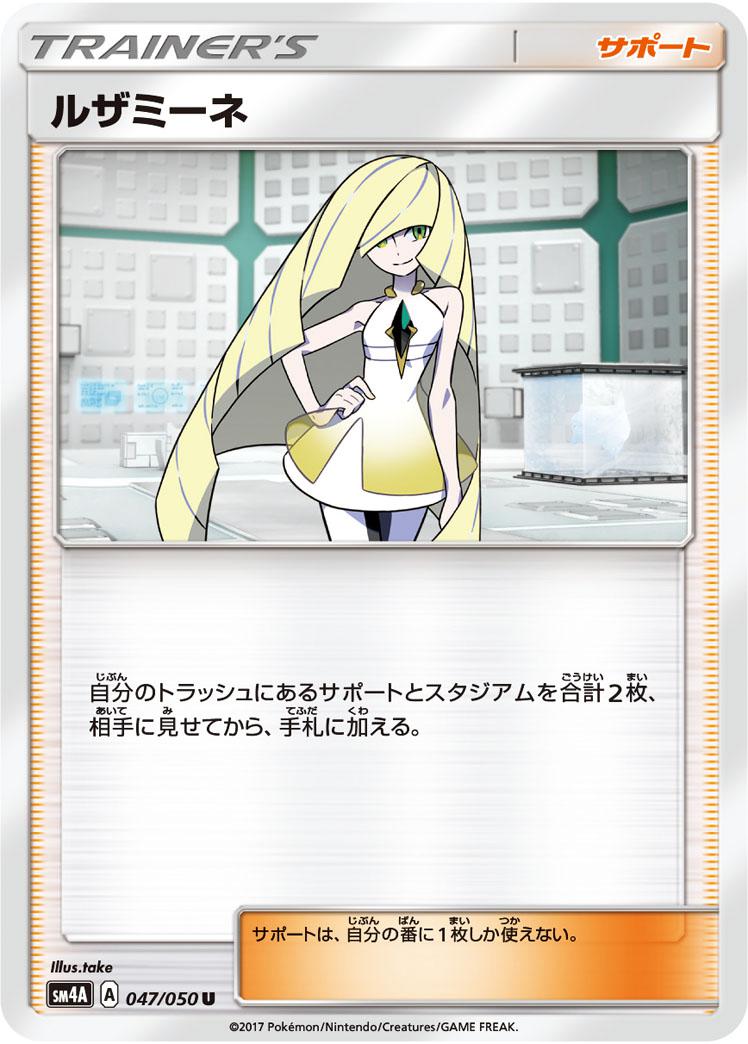 TRAINER'S
サポート
ルザミーネ
自分のトラッシュにあるサポートとスタジアムを合計2枚、
相手に見せてから、手札に加える。
サポートは、自分の番に1枚しか使えない。
Illus.take
SM4A A 047/050 U
©2017 Pokémon/Nintendo/Creatures/GAME FREAK.